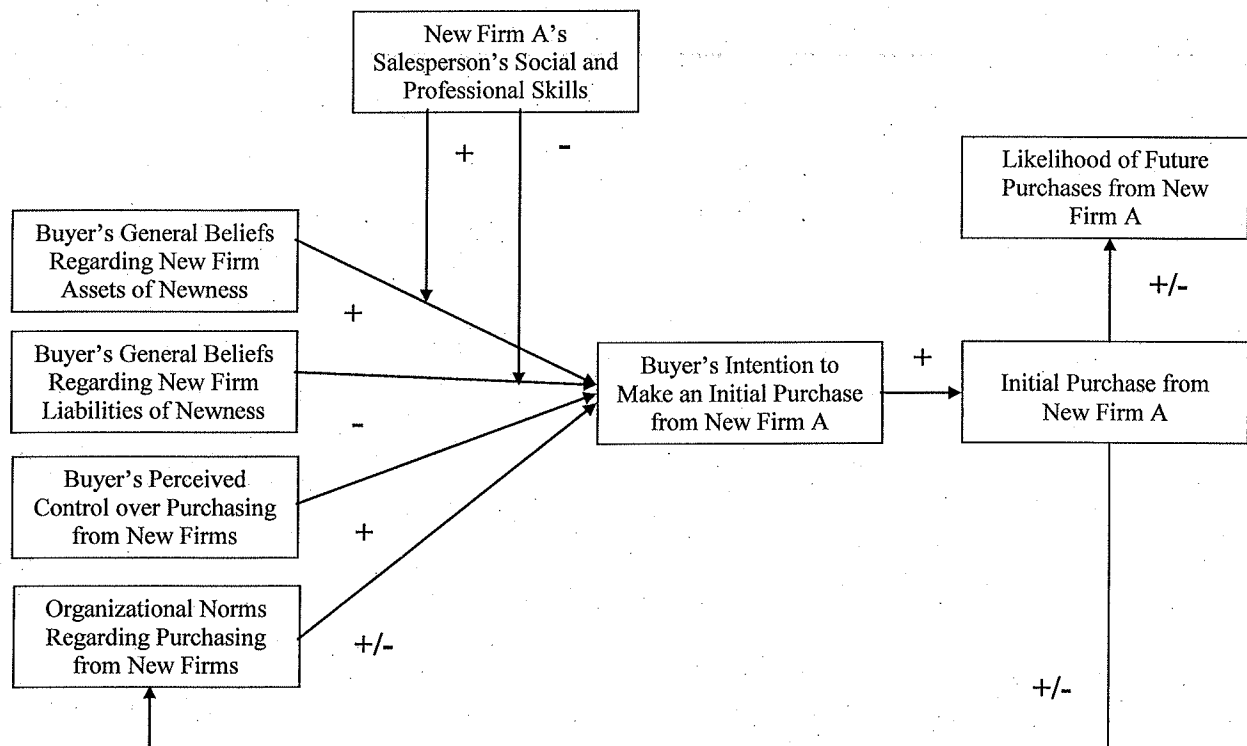 New Firm A's
Salesperson's Social and
Professional Skills
+
-
Likelihood of Future
Purchases from New
Firm A
+/-
Buyer's General Beliefs
Regarding New Firm
Assets of Newness
+
Buyer's General Beliefs
Regarding New Firm
Liabilities of Newness
-
Buyer's Intention to
Make an Initial Purchase
from New Firm A
+
Initial Purchase from
New Firm A
Buyer's Perceived
Control over Purchasing
from New Firms
+
Organizational Norms
Regarding Purchasing
from New Firms
+/-
+/-